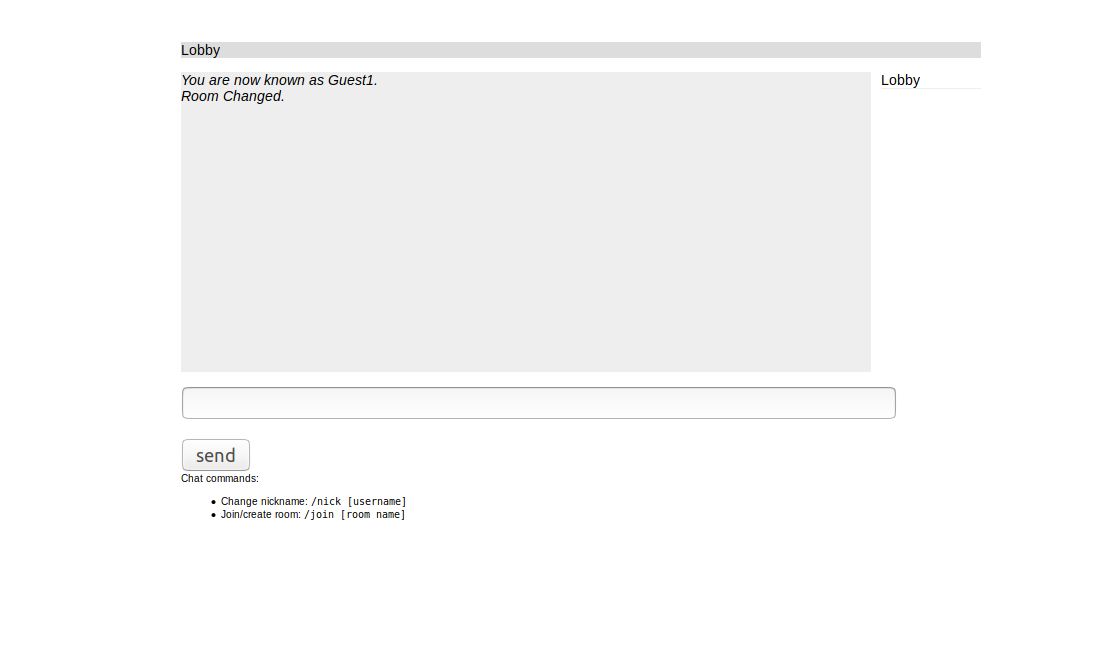 Lobby
You are now known as Guest1.
Room Changed.
Lobby
send
Chat commands:
Change nickname: /nick [username]
Join/create room: /join [room name]